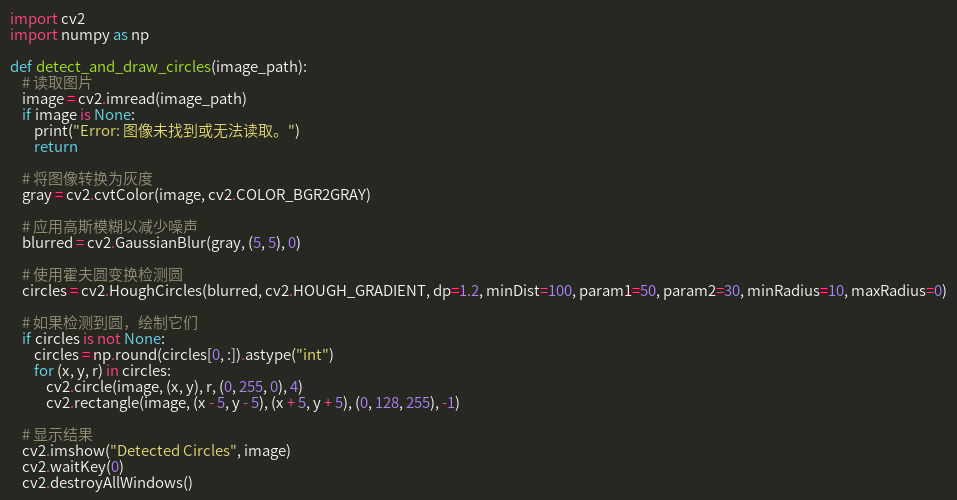 import cv2
import numpy as np
def detect_and_draw_circles(image_path):
# 读取图片
image = cv2.imread(image_path)
if image is None:
print("Error: 图像未找到或无法读取。")
return
# 将图像转换为灰度
gray = cv2.cvtColor(image, cv2.COLOR_BGR2GRAY)
# 应用高斯模糊以减少噪声
blurred = cv2.GaussianBlur(gray, (5, 5), 0)
# 使用霍夫圆变换检测圆
circles = cv2.HoughCircles(blurred, cv2.HOUGH_GRADIENT, dp=1.2, minDist=100, param1=50, param2=30, minRadius=10, maxRadius=0)
# 如果检测到圆，绘制它们
if circles is not None:
circles = np.round(circles[0, :]).astype("int")
for (x, y, r) in circles:
cv2.circle(image, (x, y), r, (0, 255, 0), 4)
cv2.rectangle(image, (x - 5, y - 5), (x + 5, y + 5), (0, 128, 255), -1)
# 显示结果
cv2.imshow("Detected Circles", image)
cv2.waitKey(0)
cv2.destroyAllWindows()